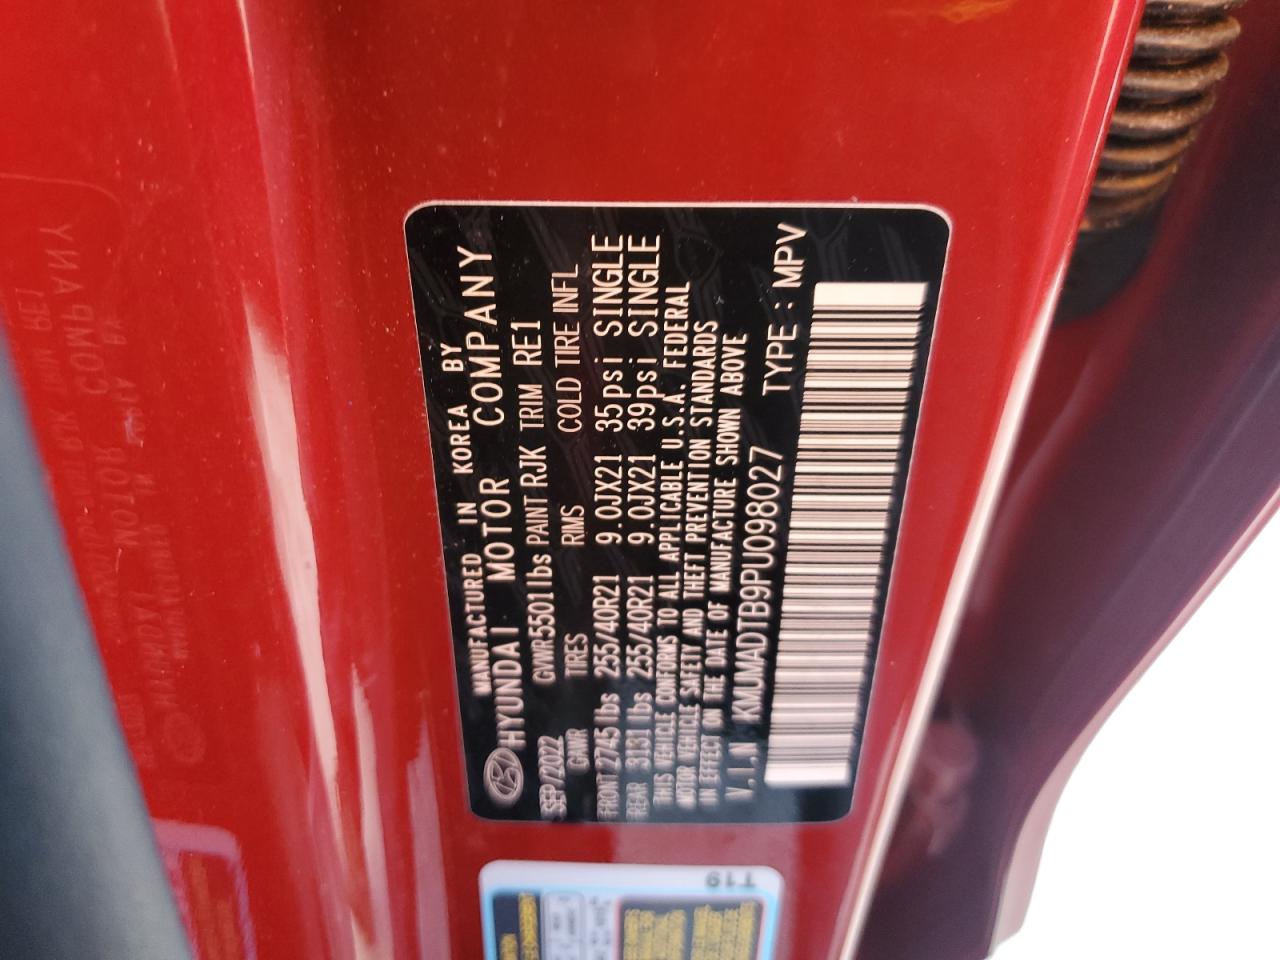 MANUFACTURED IN KOREA BY
HYUNDAI MOTOR COMPANY
SEP/2022 GVWR 5501 lbs PAINT RJK TRIM RE1
GAWR TIRES RIMS COLD TIRE INFL
FRONT 2745 lbs 255/40R21 9.0JX21 35psi SINGLE
REAR 3131 lbs 255/40R21 9.0JX21 39psi SINGLE
THIS VEHICLE CONFORMS TO ALL APPLICABLE U.S.A. FEDERAL
MOTOR VEHICLE SAFETY AND THEFT PREVENTION STANDARDS
IN EFFECT ON THE DATE OF MANUFACTURE SHOWN ABOVE
V.I.N KMUMADTB9PU098027 TYPE : MPV
T19